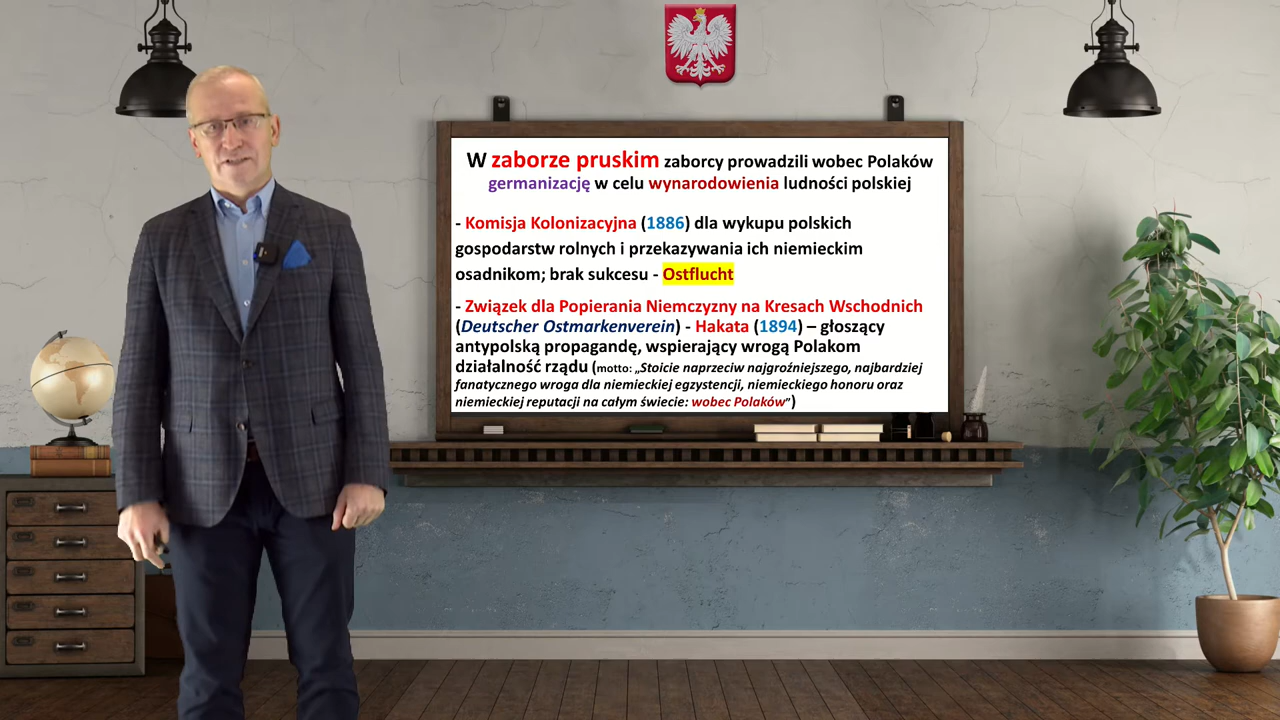 W zaborze pruskim zaborcy prowadzili wobec Polaków
germanizację w celu wynarodowienia ludności polskiej
- Komisja Kolonizacyjna (1886) dla wykupu polskich
gospodarstw rolnych i przekazywania ich niemieckim
osadnikom; brak sukcesu - Ostflucht
- Związek dla Popierania Niemczyzny na Kresach Wschodnich
(Deutscher Ostmarkenverein) - Hakata (1894) – głoszący
antypolską propagandę, wspierający wrogą Polakom
działalność rządu (motto: „Stoicie naprzeciw najgroźniejszego, najbardziej
fanatycznego wroga dla niemieckiej egzystencji, niemieckiego honoru oraz
niemieckiej reputacji na całym świecie: wobec Polaków”)